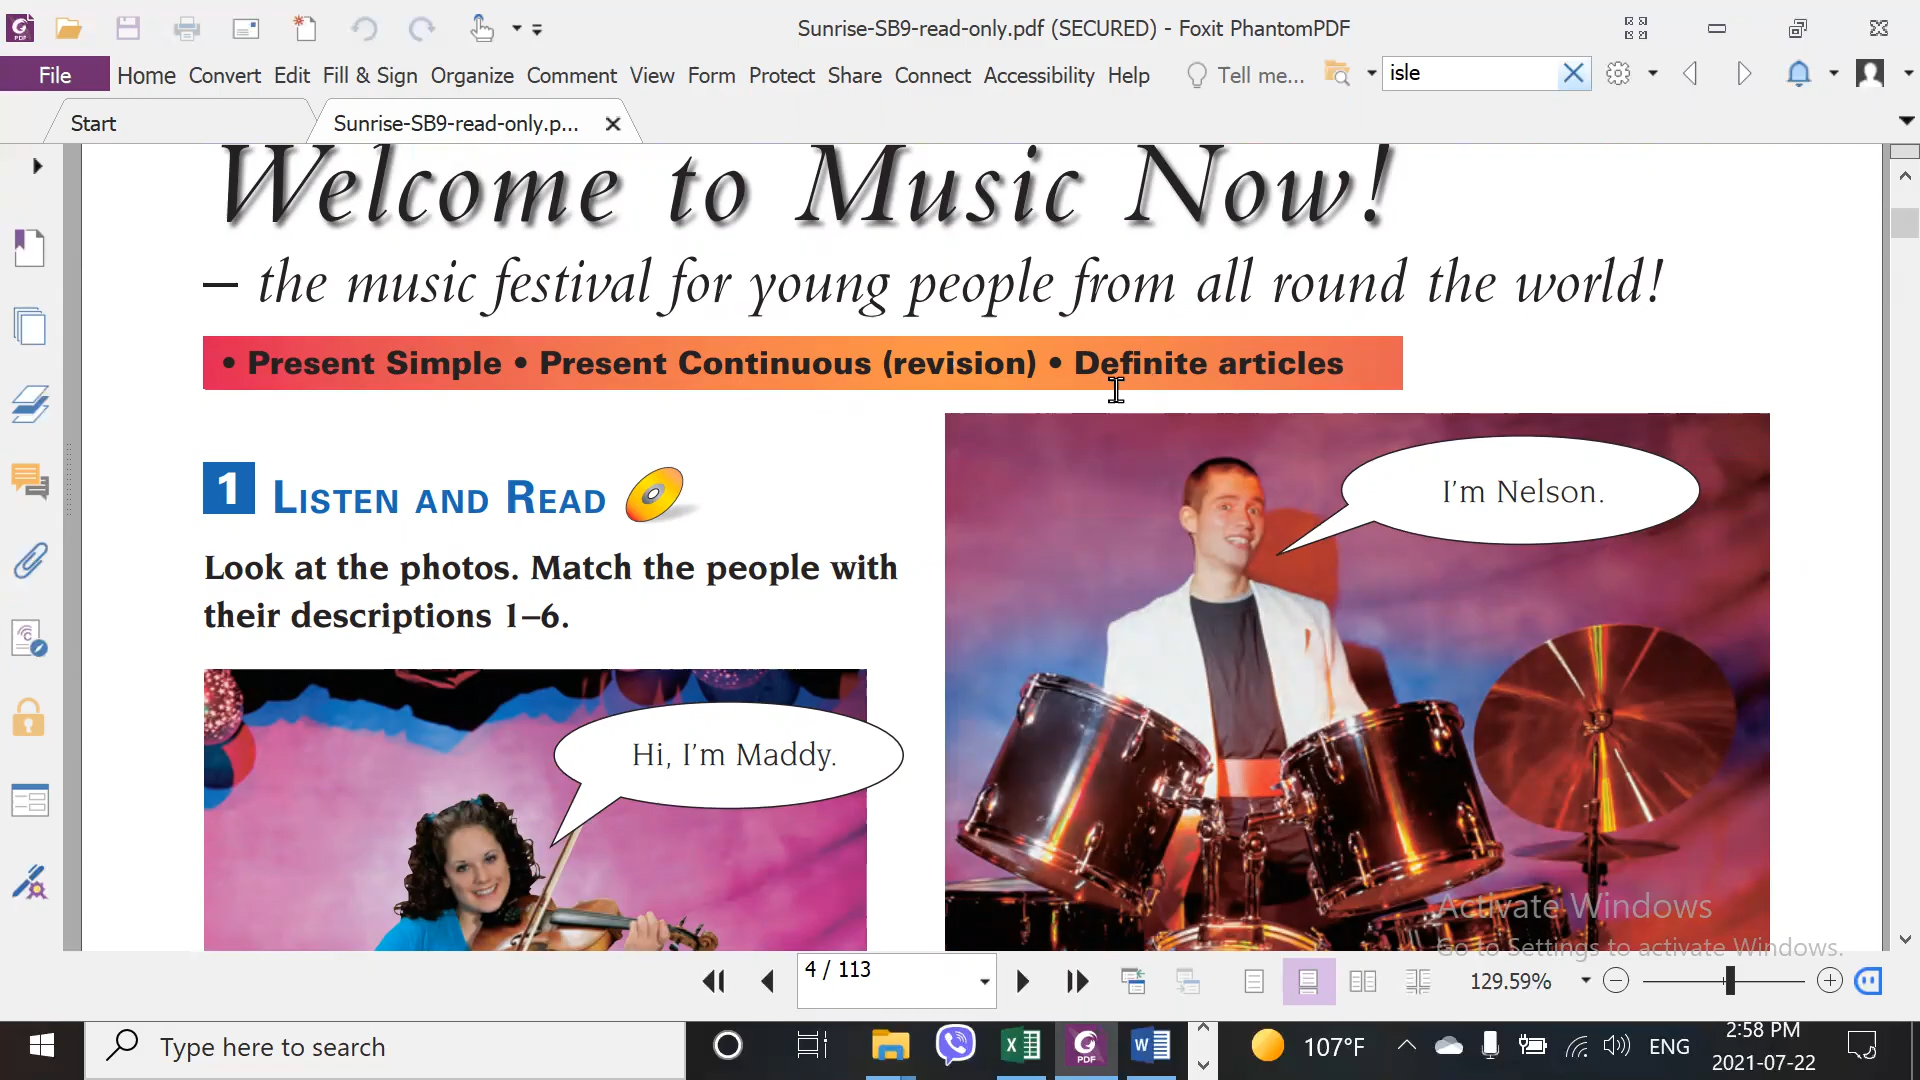 Sunrise-SB9-read-only.pdf (SECURED) - Foxit PhantomPDF
File Home Convert Edit Fill & Sign Organize Comment View Form Protect Share Connect Accessibility Help Tell me... isle
Start Sunrise-SB9-read-only.p...
Welcome to Music Now!
– the music festival for young people from all round the world!
• Present Simple • Present Continuous (revision) • Definite articles
1 LISTEN AND READ
Look at the photos. Match the people with
their descriptions 1–6.
I'm Nelson.
Hi, I'm Maddy.
Activate Windows
Go to Settings to activate Windows.
4 / 113
129.59%
Type here to search
107°F
ENG
2:58 PM
2021-07-22